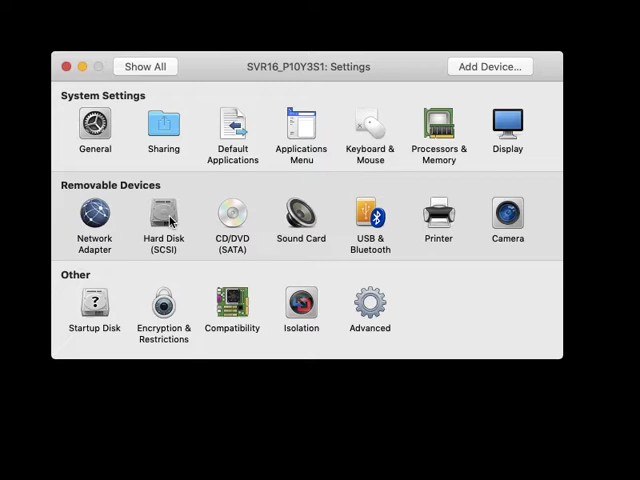 Show All
SVR16_P10Y3S1: Settings
Add Device...
System Settings
General
Sharing
Default
Applications
Applications
Menu
Keyboard &
Mouse
Processors &
Memory
Display
Removable Devices
Network
Adapter
Hard Disk
(SCSI)
CD/DVD
(SATA)
Sound Card
USB &
Bluetooth
Printer
Camera
Other
Startup Disk
Encryption &
Restrictions
Compatibility
Isolation
Advanced